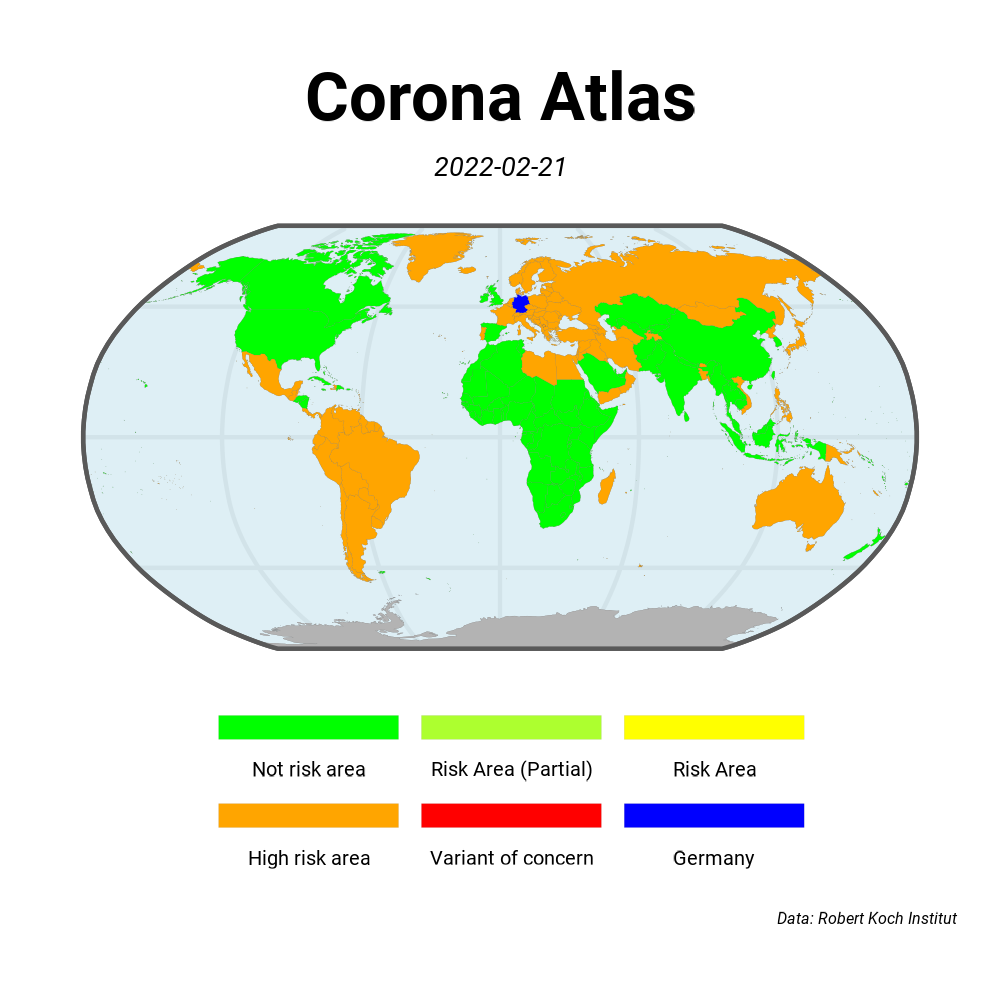 Corona Atlas
2022-02-21
Not risk area
Risk Area (Partial)
Risk Area
High risk area
Variant of concern
Germany
Data: Robert Koch Institut